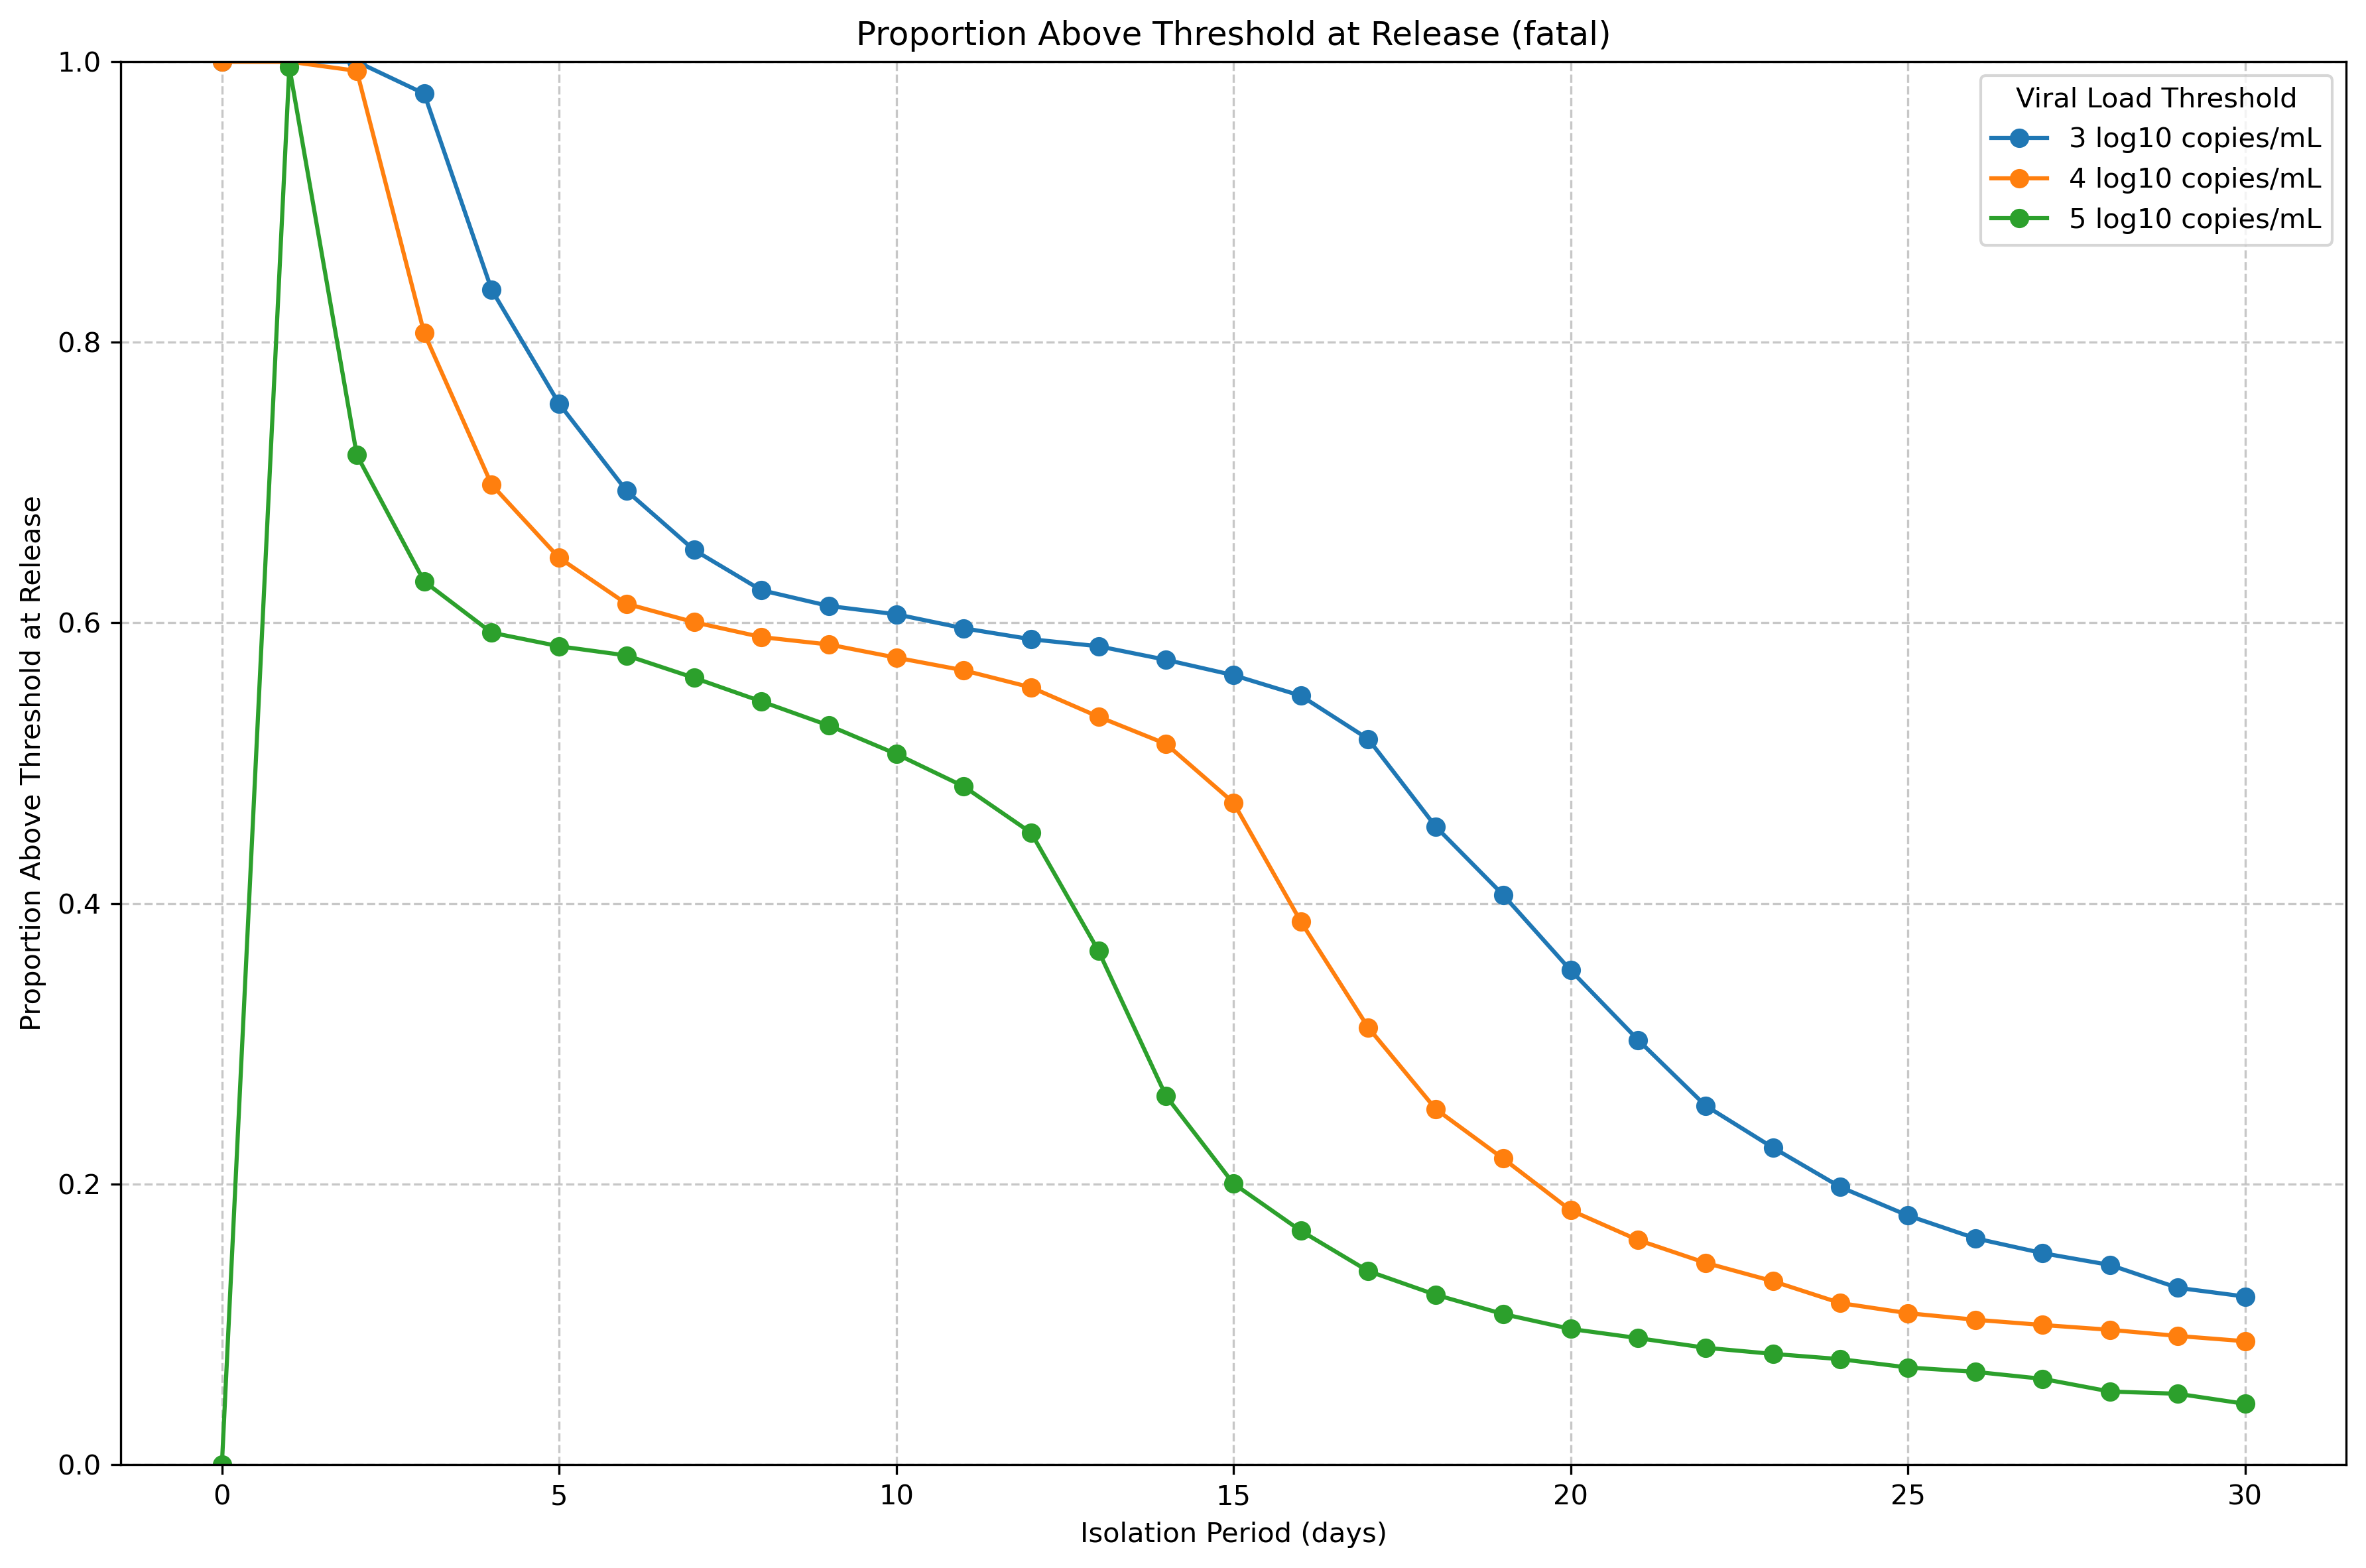 Proportion Above Threshold at Release (fatal)
Viral Load Threshold
3 log10 copies/mL
4 log10 copies/mL
5 log10 copies/mL
Proportion Above Threshold at Release
1.0
0.8
0.6
0.4
0.2
0.0
0 5 10 15 20 25 30
Isolation Period (days)